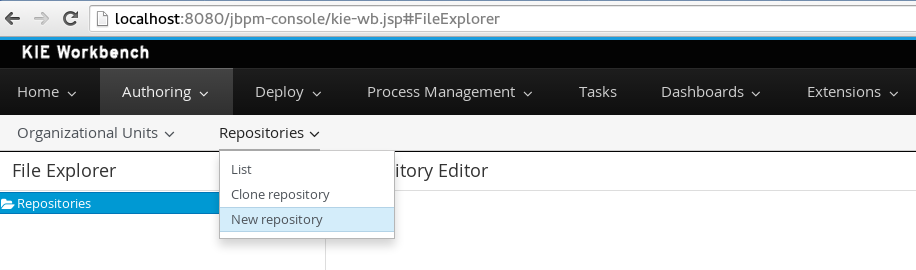 localhost:8080/jbpm-console/kie-wb.jsp#FileExplorer
KIE Workbench
Home Authoring Deploy Process Management Tasks Dashboards Extensions
Organizational Units Repositories
File Explorer itory Editor
List
Clone repository
Repositories
New repository